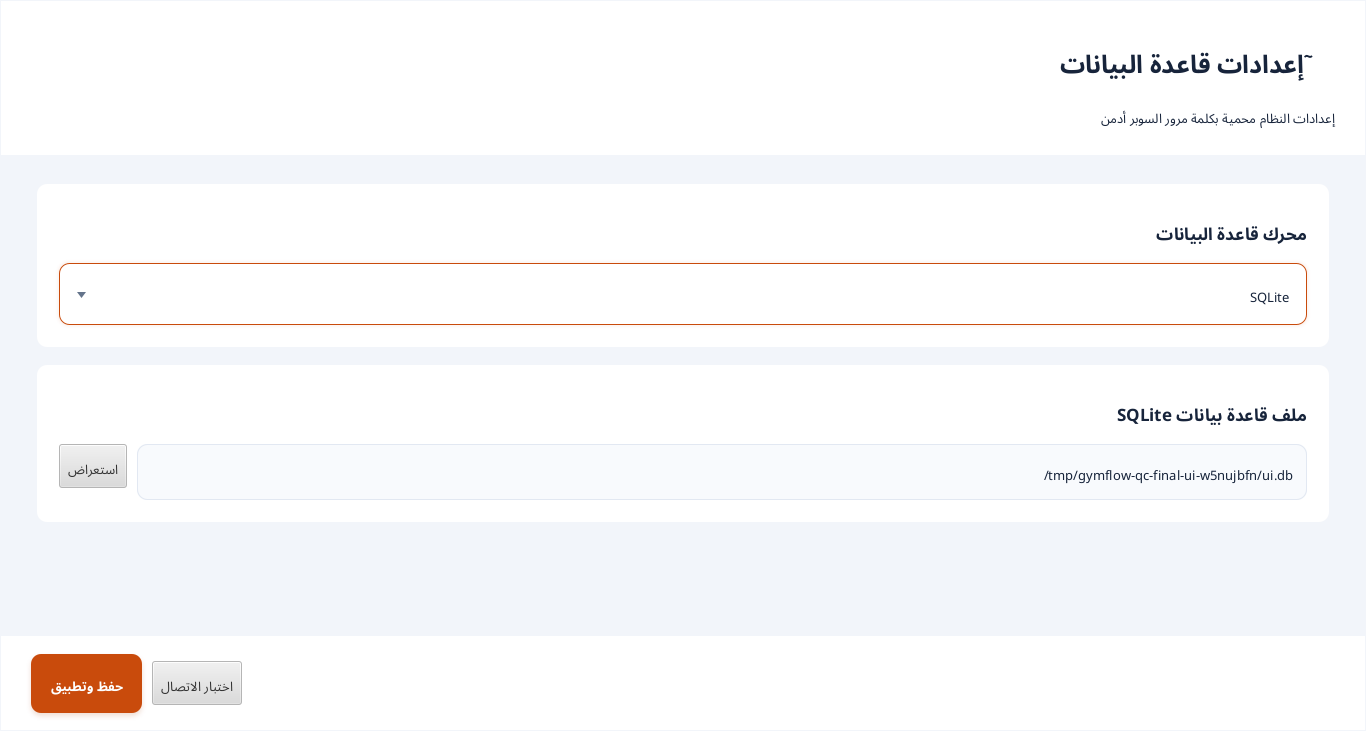 ˜إعدادات قاعدة البيانات
إعدادات النظام محمية بكلمة مرور السوبر أدمن
محرك قاعدة البيانات
SQLite
ملف قاعدة بيانات SQLite
/tmp/gymflow-qc-final-ui-w5nujbfn/ui.db
استعراض
اختبار الاتصال
حفظ وتطبيق